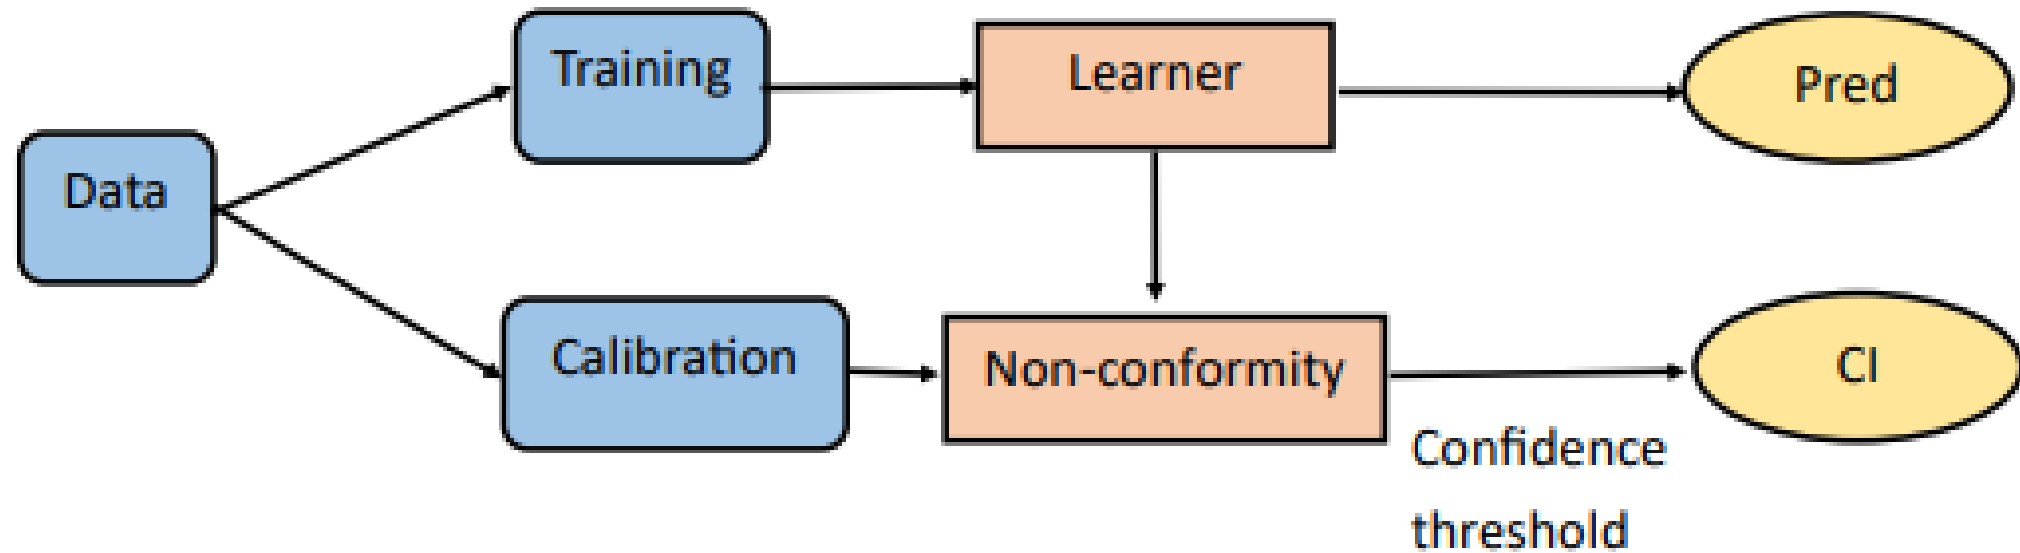 Training
Learner
Pred
Data
Calibration
Non-conformity
CI
Confidence
threshold